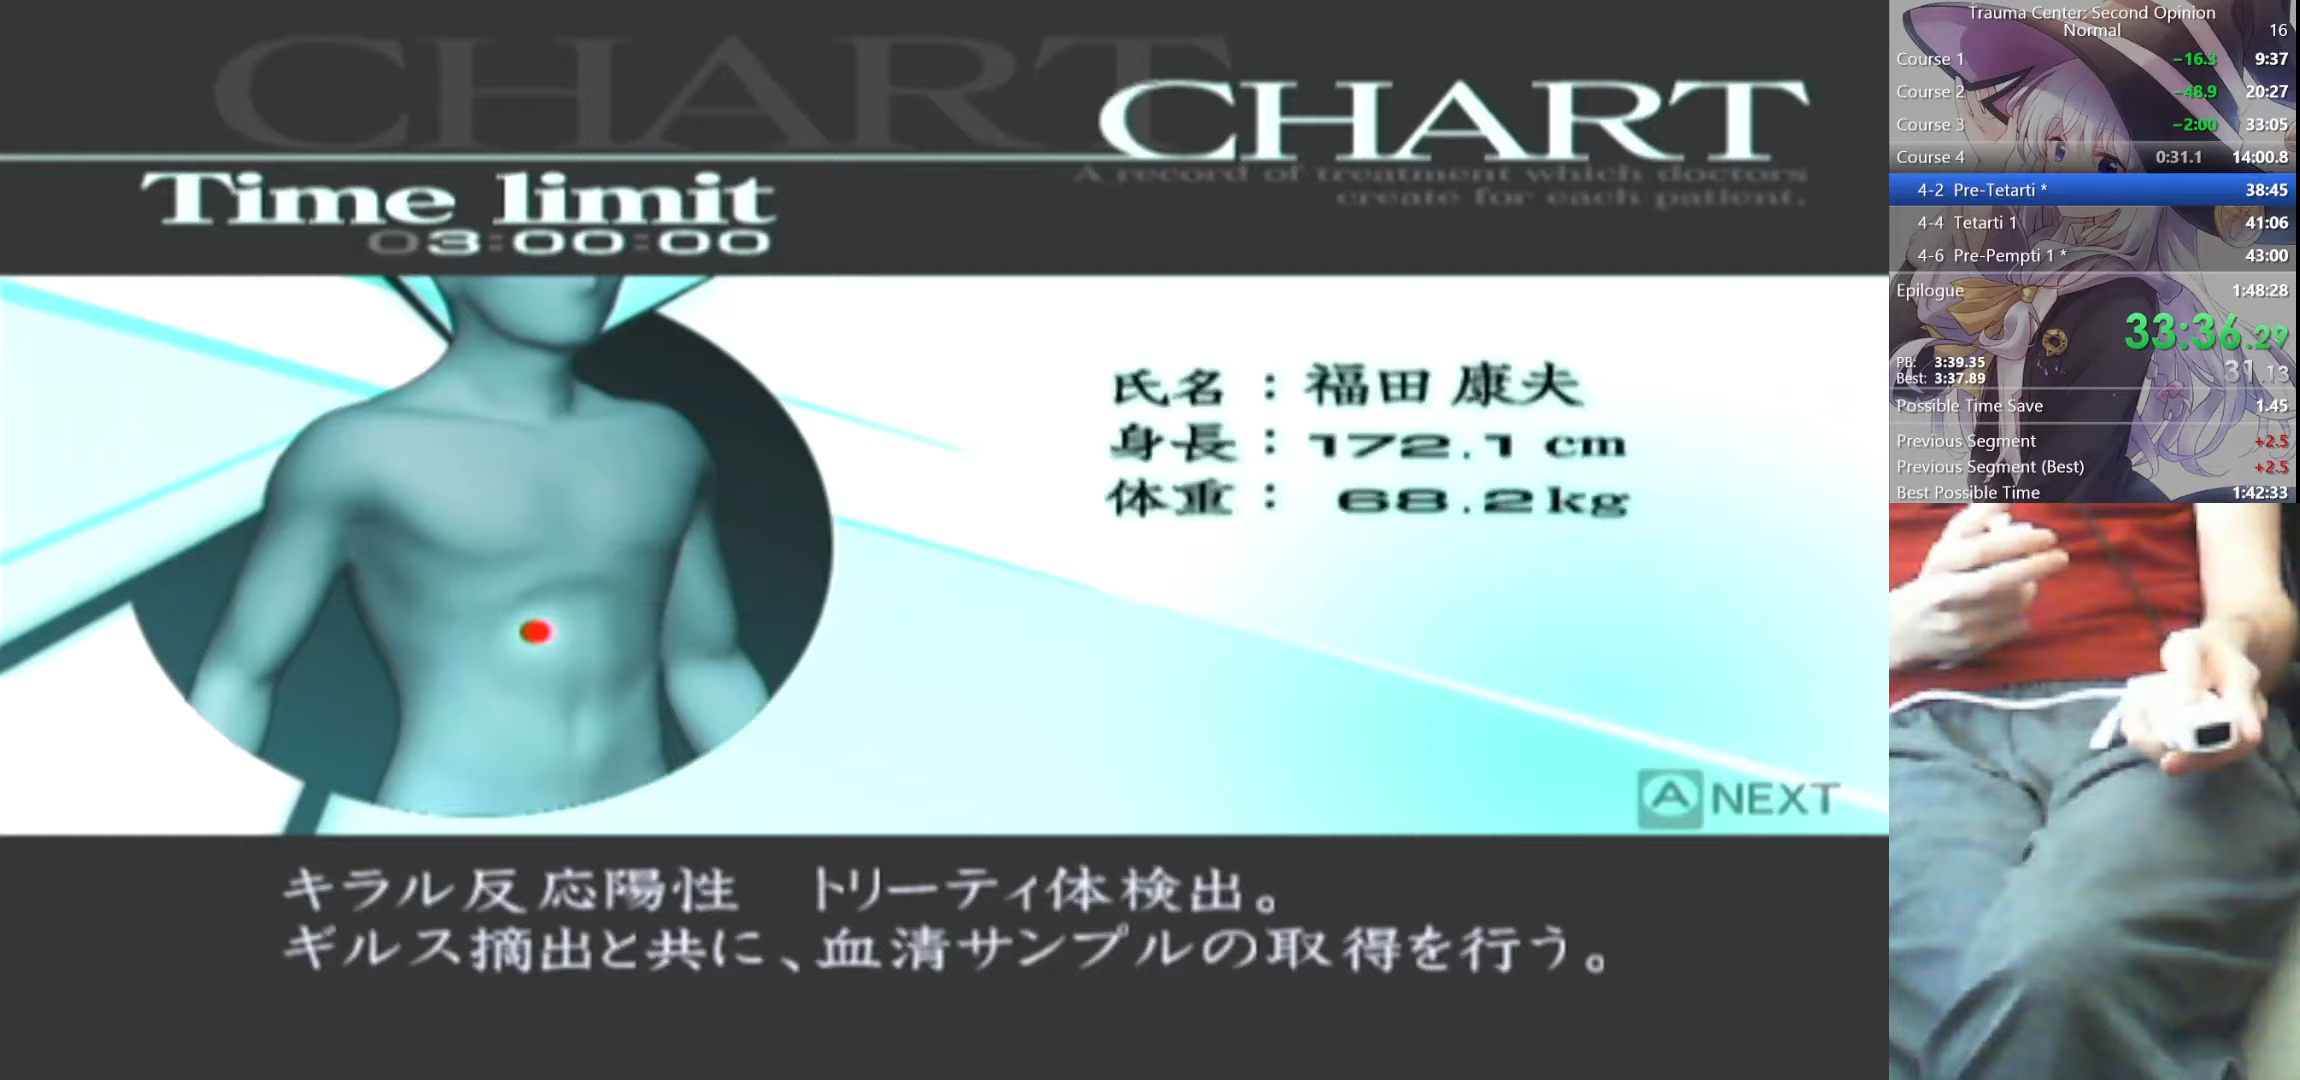 CHART
CHART
A record of treatment which doctors
create for each patient.
Time limit
03:00:00
氏名：福田 康夫
身長：172.1 cm
体重： 68.2kg
A NEXT
キラル反応陽性　トリーティ体検出。
ギルス摘出と共に、血清サンプルの取得を行う。
Trauma Center: Second Opinion
Normal 16
Course 1 −16.3 9:37
Course 2 −48.9 20:27
Course 3 −2:00 33:05
Course 4 0:31.1 14:00.8
4-2 Pre-Tetarti * 38:45
4-4 Tetarti 1 41:06
4-6 Pre-Pempti 1 * 43:00
Epilogue 1:48:28
33:36.29
PB: 3:39.35
Best: 3:37.89 31.13
Possible Time Save 1.45
Previous Segment +2.5
Previous Segment (Best) +2.5
Best Possible Time 1:42:33